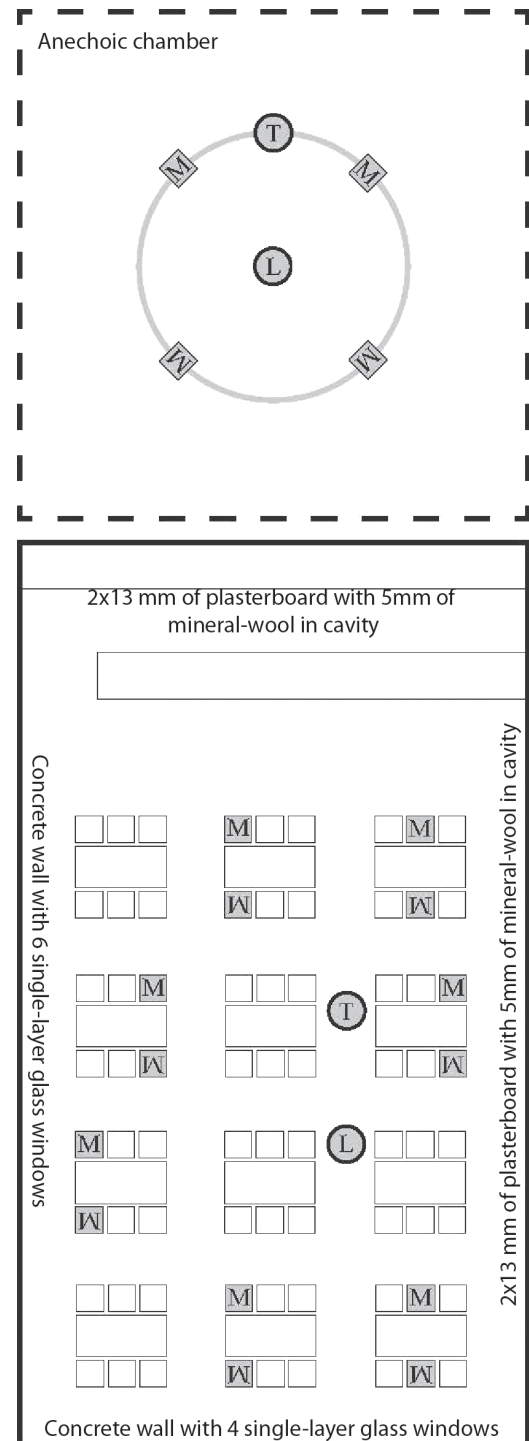 Anechoic chamber
T
M M
L
M M
2x13 mm of plasterboard with 5mm of
mineral-wool in cavity
Concrete wall with 6 single-layer glass windows
2x13 mm of plasterboard with 5mm of mineral-wool in cavity
M M
M M
M M
T
M M
M
L
M
M M
M M
Concrete wall with 4 single-layer glass windows